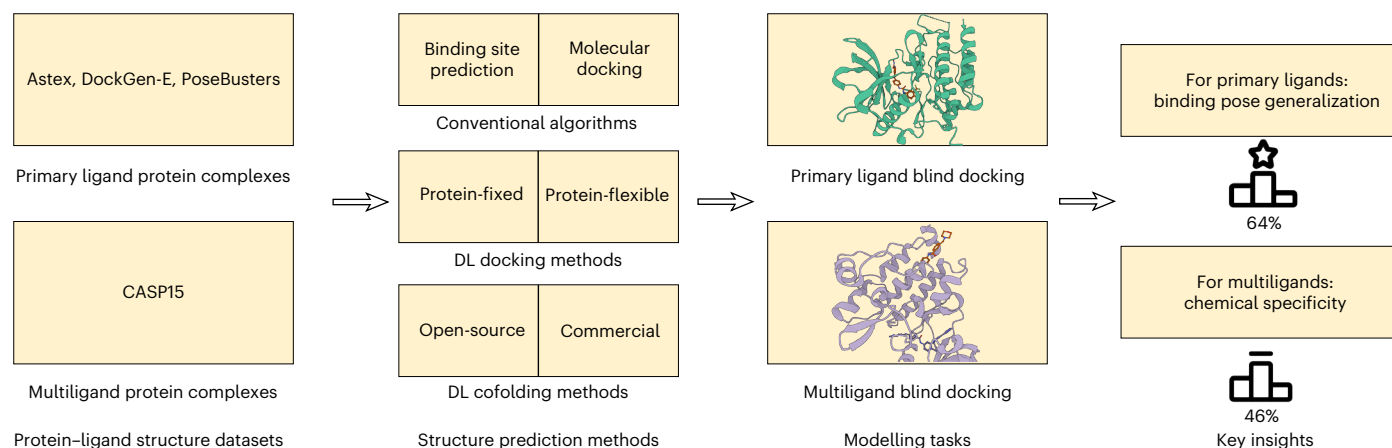 Astex, DockGen-E, PoseBusters
Primary ligand protein complexes
CASP15
Multiligand protein complexes
Protein–ligand structure datasets
Binding site
prediction
Molecular
docking
Conventional algorithms
Protein-fixed
Protein-flexible
DL docking methods
Open-source
Commercial
DL cofolding methods
Structure prediction methods
Primary ligand blind docking
Multiligand blind docking
Modelling tasks
For primary ligands:
binding pose generalization
64%
For multiligands:
chemical specificity
46%
Key insights